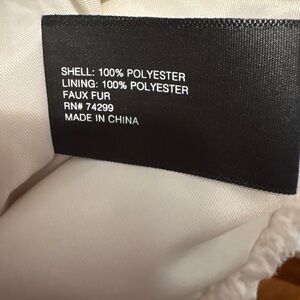 SHELL: 100% POLYESTER
LINING: 100% POLYESTER
FAUX FUR
RN# 74299
MADE IN CHINA